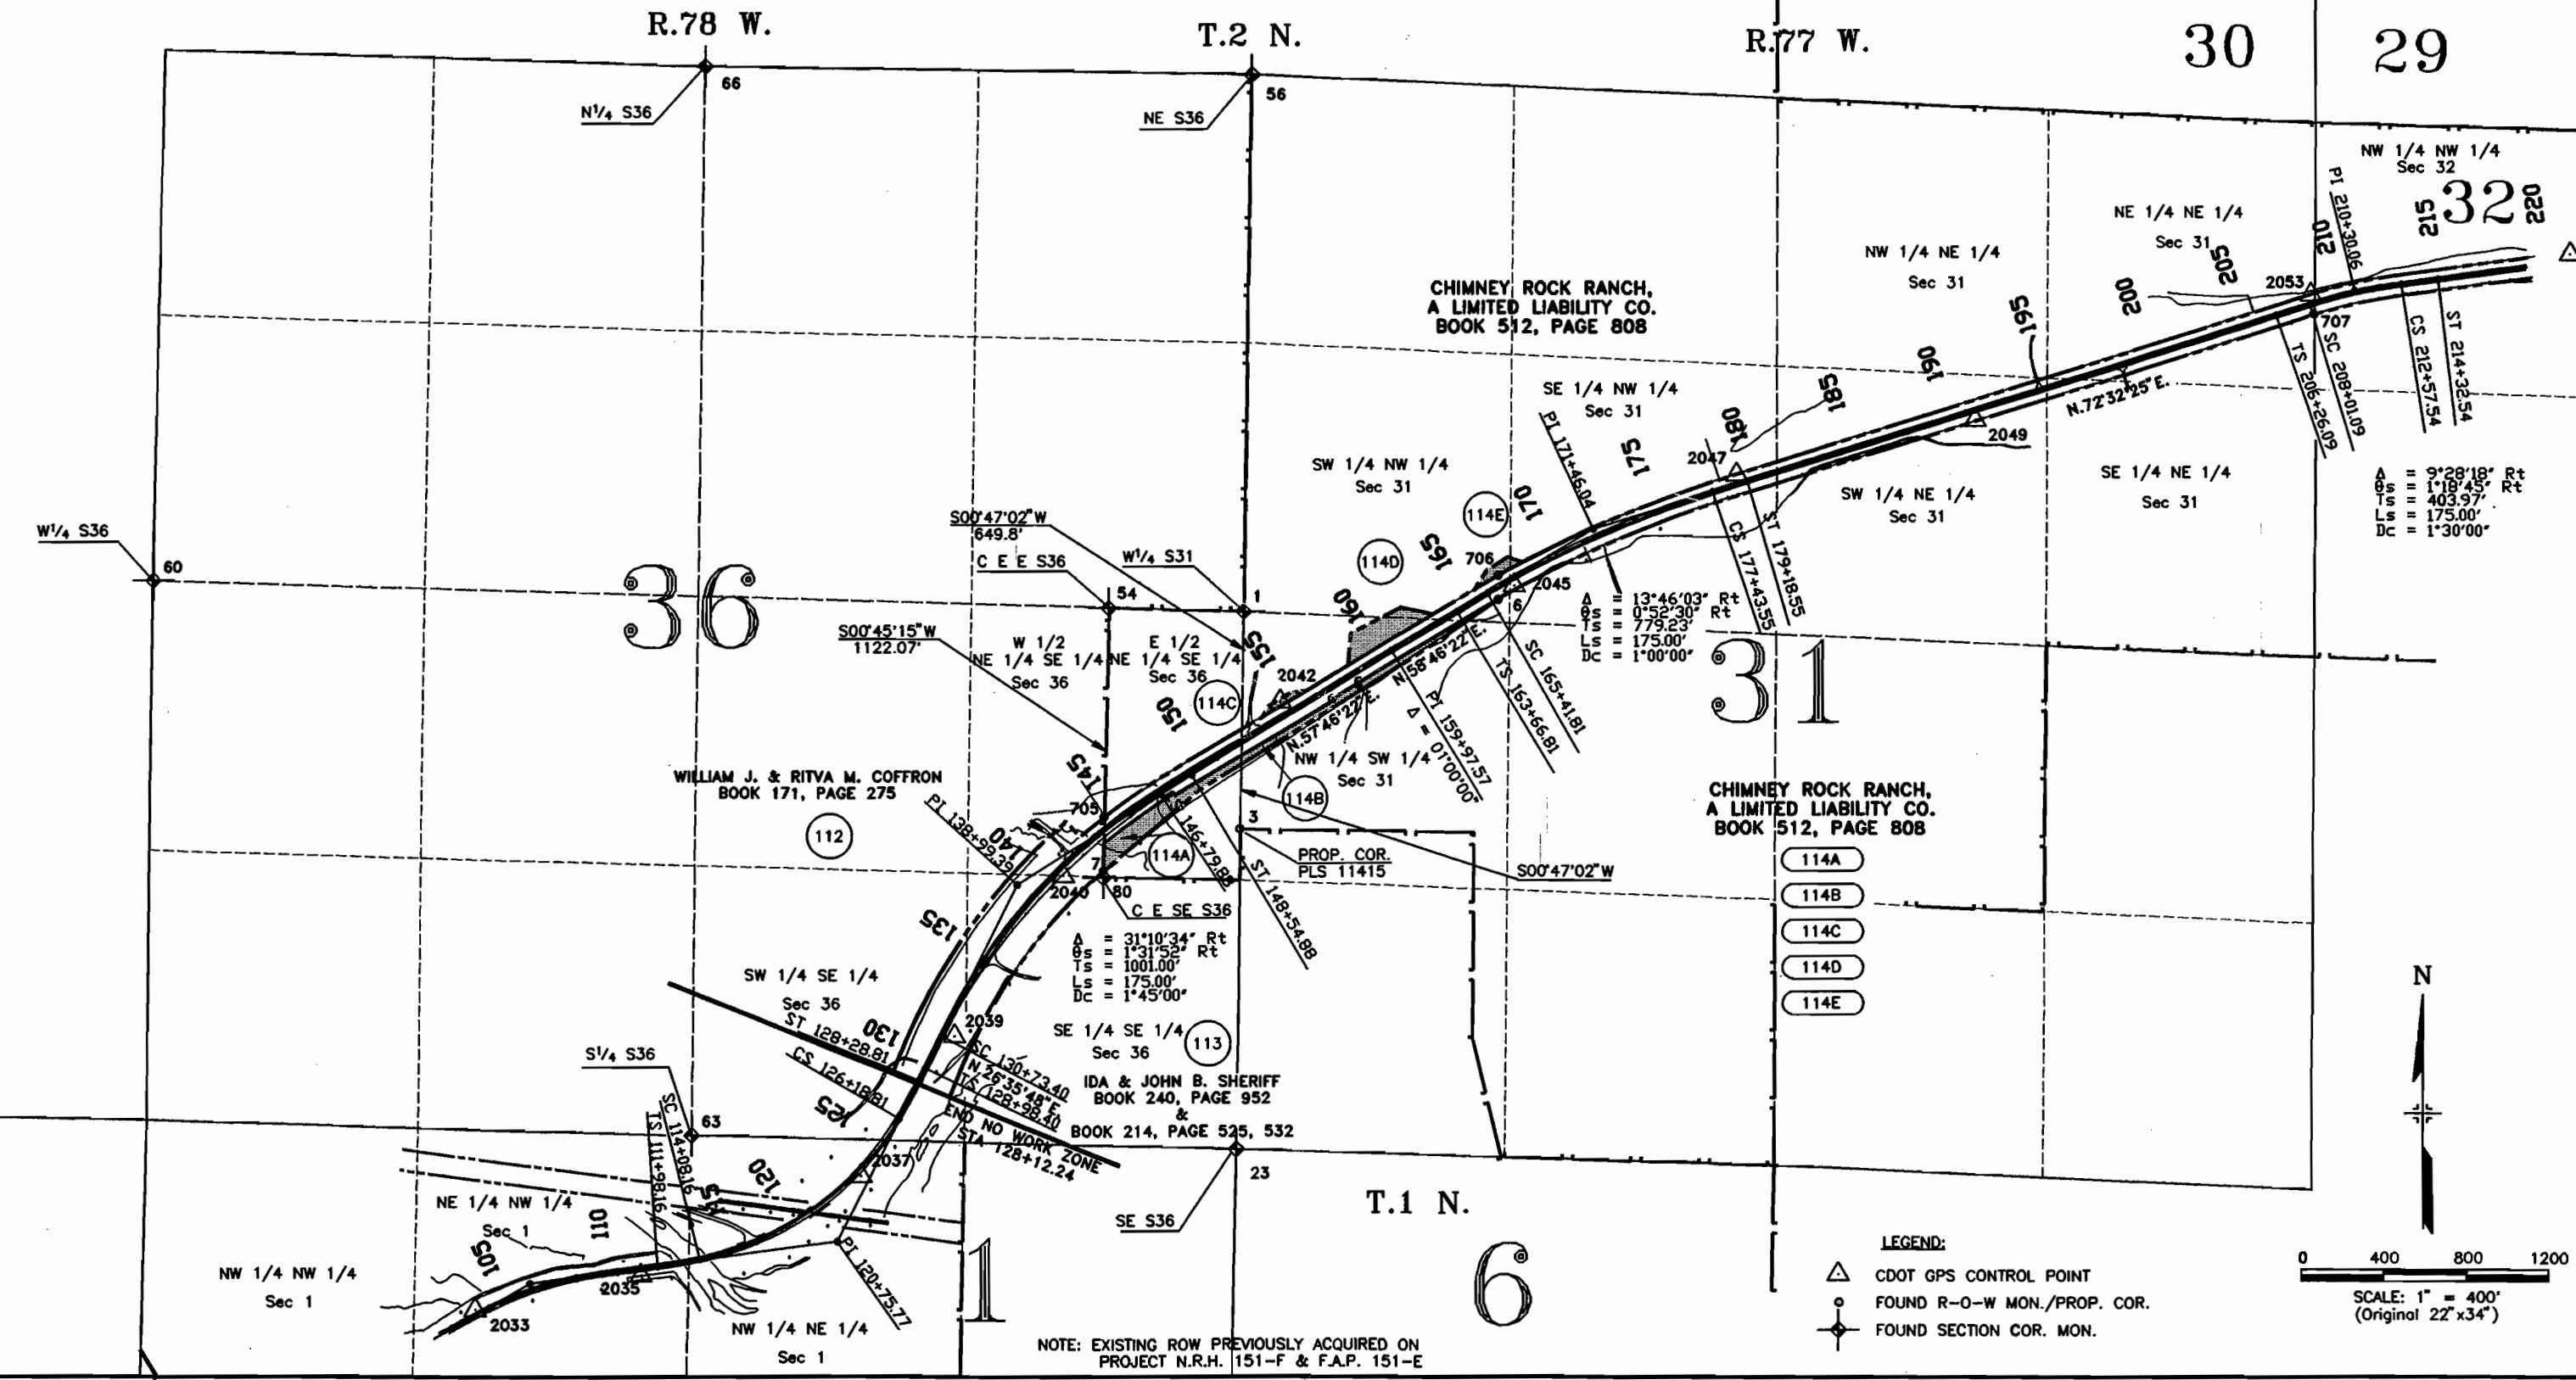 R.78 W.
T.2 N.
R.77 W.
30
29
66
N1/4 S36
56
NE S36
NW 1/4 NW 1/4
Sec 32
32
PI 210+30.06
215
220
NE 1/4 NE 1/4
Sec 31
210
205
NW 1/4 NE 1/4
Sec 31
200
2053
707
195
CHIMNEY ROCK RANCH,
A LIMITED LIABILITY CO.
BOOK 512, PAGE 808
190
N.72°32'25"E.
TS 206+26.09
SC 208+01.09
CS 212+57.54
ST 214+32.54
SE 1/4 NW 1/4
Sec 31
185
180
2049
PI 171+46.04
175
2047
SW 1/4 NW 1/4
Sec 31
SE 1/4 NE 1/4
Sec 31
SW 1/4 NE 1/4
Sec 31
Δ = 9°28'18" Rt
θs = 1°18'45" Rt
Ts = 403.97'
Ls = 175.00'
Dc = 1°30'00"
CS 177+43.55
ST 179+18.55
170
114E
S00°47'02"W
649.8'
W1/4 S36
60
C E E S36
W1/4 S31
114D
165
706
2045
6
36
54
1
160
Δ = 13°46'03" Rt
θs = 0°52'30" Rt
Ts = 779.23'
Ls = 175.00'
Dc = 1°00'00"
S00°45'15"W
1122.07'
W 1/2
NE 1/4 SE 1/4
Sec 36
E 1/2
NE 1/4 SE 1/4
Sec 36
155
N.58°46'22"E.
SC 165+41.81
TS 163+66.81
31
2042
114C
150
N.57°46'22"E.
PI 159+97.57
Δ = 01°00'00"
NW 1/4 SW 1/4
Sec 31
WILLIAM J. & RITVA M. COFFRON
BOOK 171, PAGE 275
145
114B
CHIMNEY ROCK RANCH,
A LIMITED LIABILITY CO.
BOOK 512, PAGE 808
PI 138+99.39
705
112
140
146+79.88
3
114A
PROP. COR.
PLS 11415
S00°47'02"W
114A
114B
114C
114D
114E
7
2040
80
ST 148+54.88
C E SE S36
135
Δ = 31°10'34" Rt
θs = 1°31'52" Rt
Ts = 1001.00'
Ls = 175.00'
Dc = 1°45'00"
SW 1/4 SE 1/4
Sec 36
N
ST 128+28.81
130
2039
SE 1/4 SE 1/4
Sec 36
113
S1/4 S36
CS 126+18.81
SC 130+73.40
N.26°35'48"E.
TS 128+98.40
IDA & JOHN B. SHERIFF
BOOK 240, PAGE 952
&
BOOK 214, PAGE 525, 532
END NO WORK ZONE
STA 128+12.24
SC 114+08.16
TS 111+98.16
63
125
2037
23
120
NE 1/4 NW 1/4
Sec 1
110
T.1 N.
SE S36
105
1
6
PI 120+75.77
NW 1/4 NW 1/4
Sec 1
2035
2033
NW 1/4 NE 1/4
Sec 1
NOTE: EXISTING ROW PREVIOUSLY ACQUIRED ON
PROJECT N.R.H. 151-F & F.A.P. 151-E
LEGEND:
CDOT GPS CONTROL POINT
FOUND R-O-W MON./PROP. COR.
FOUND SECTION COR. MON.
0 400 800 1200
SCALE: 1" = 400'
(Original 22"x34")